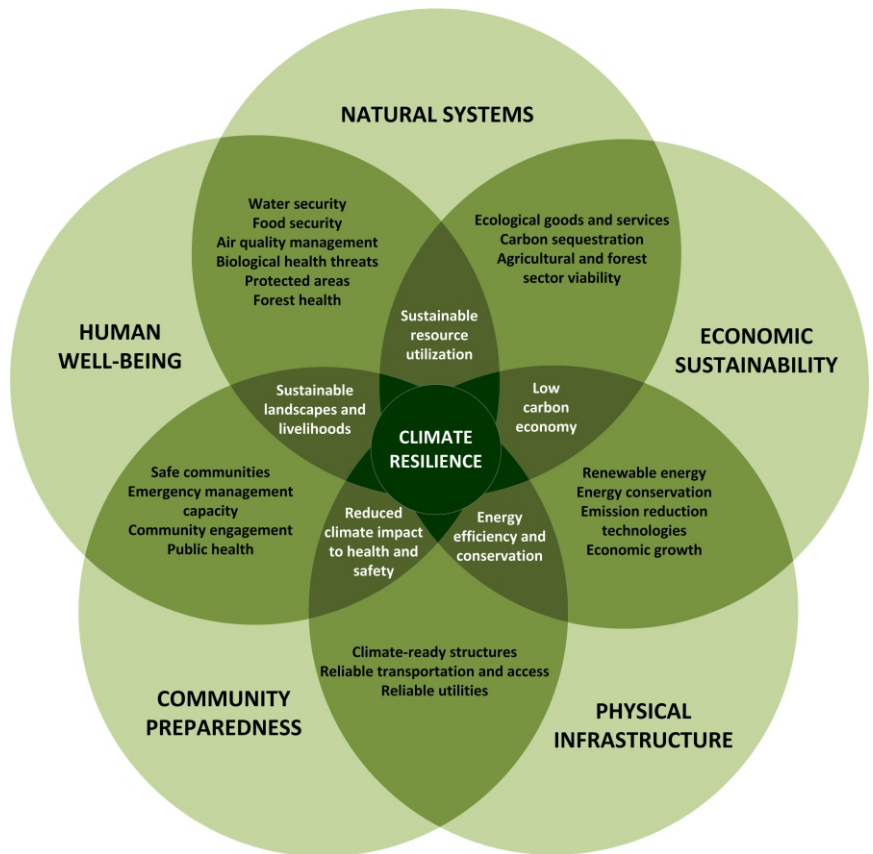 NATURAL SYSTEMS
Water security
Food security
Air quality management
Biological health threats
Protected areas
Forest health
Ecological goods and services
Carbon sequestration
Agricultural and forest
sector viability
HUMAN
WELL-BEING
ECONOMIC
SUSTAINABILITY
Sustainable
resource
utilization
Sustainable
landscapes and
livelihoods
Low
carbon
economy
CLIMATE
RESILIENCE
Safe communities
Emergency management
capacity
Community engagement
Public health
Reduced
climate impact
to health and
safety
Energy
efficiency and
conservation
Renewable energy
Energy conservation
Emission reduction
technologies
Economic growth
Climate-ready structures
Reliable transportation and access
Reliable utilities
COMMUNITY
PREPAREDNESS
PHYSICAL
INFRASTRUCTURE